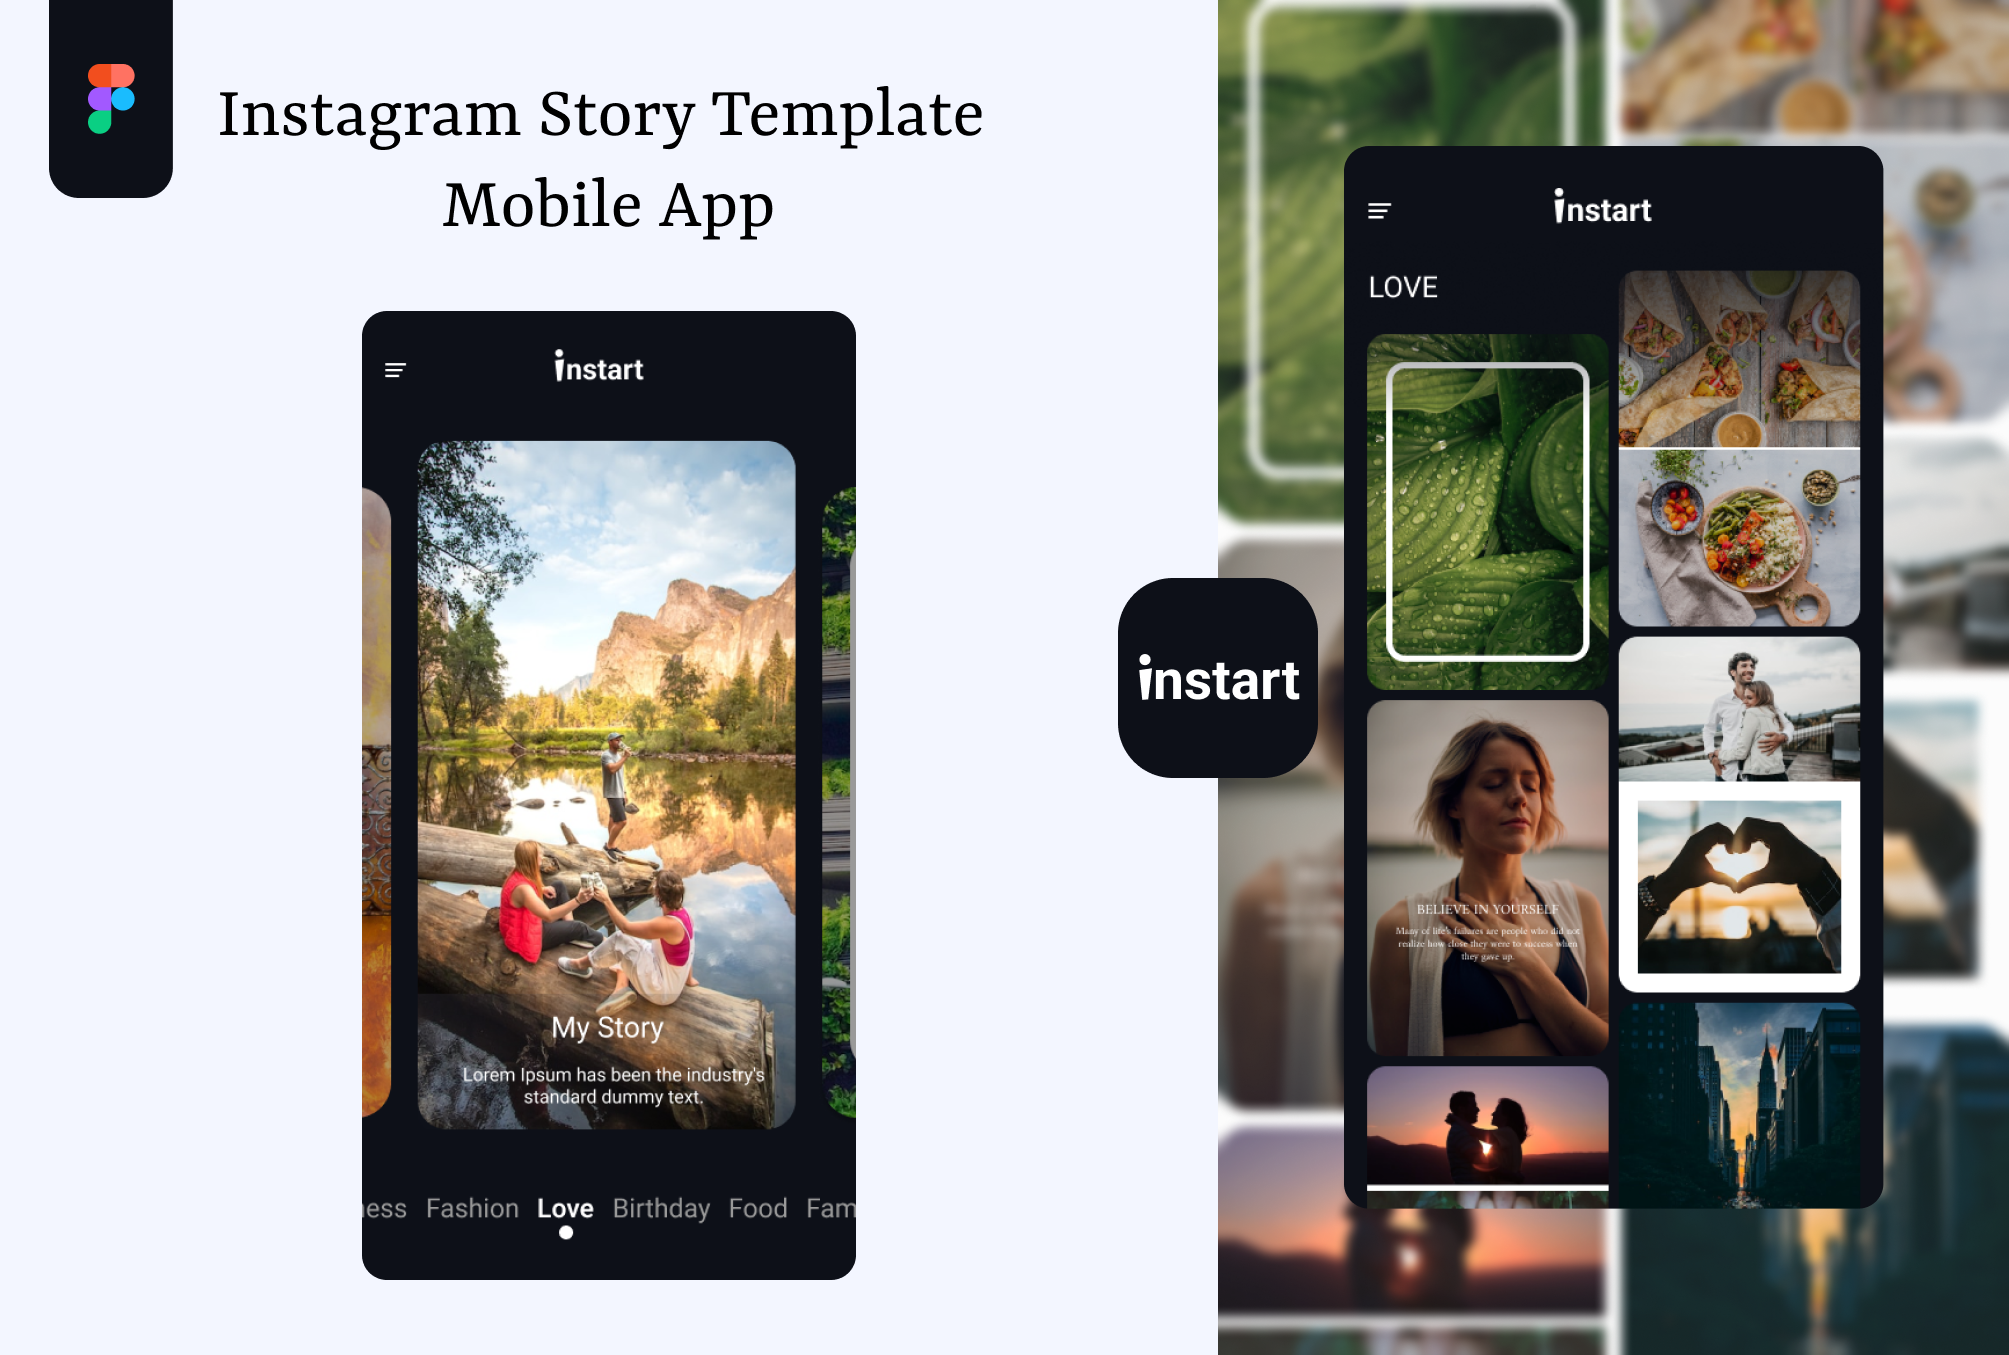 Instagram Story Template
Mobile App
instart
My Story
Lorem Ipsum has been the industry's
standard dummy text.
ness Fashion Love Birthday Food Fam
instart
instart
LOVE
BELIEVE IN YOURSELF
Many of life's failures are people who did not
realize how close they were to success when
they gave up.